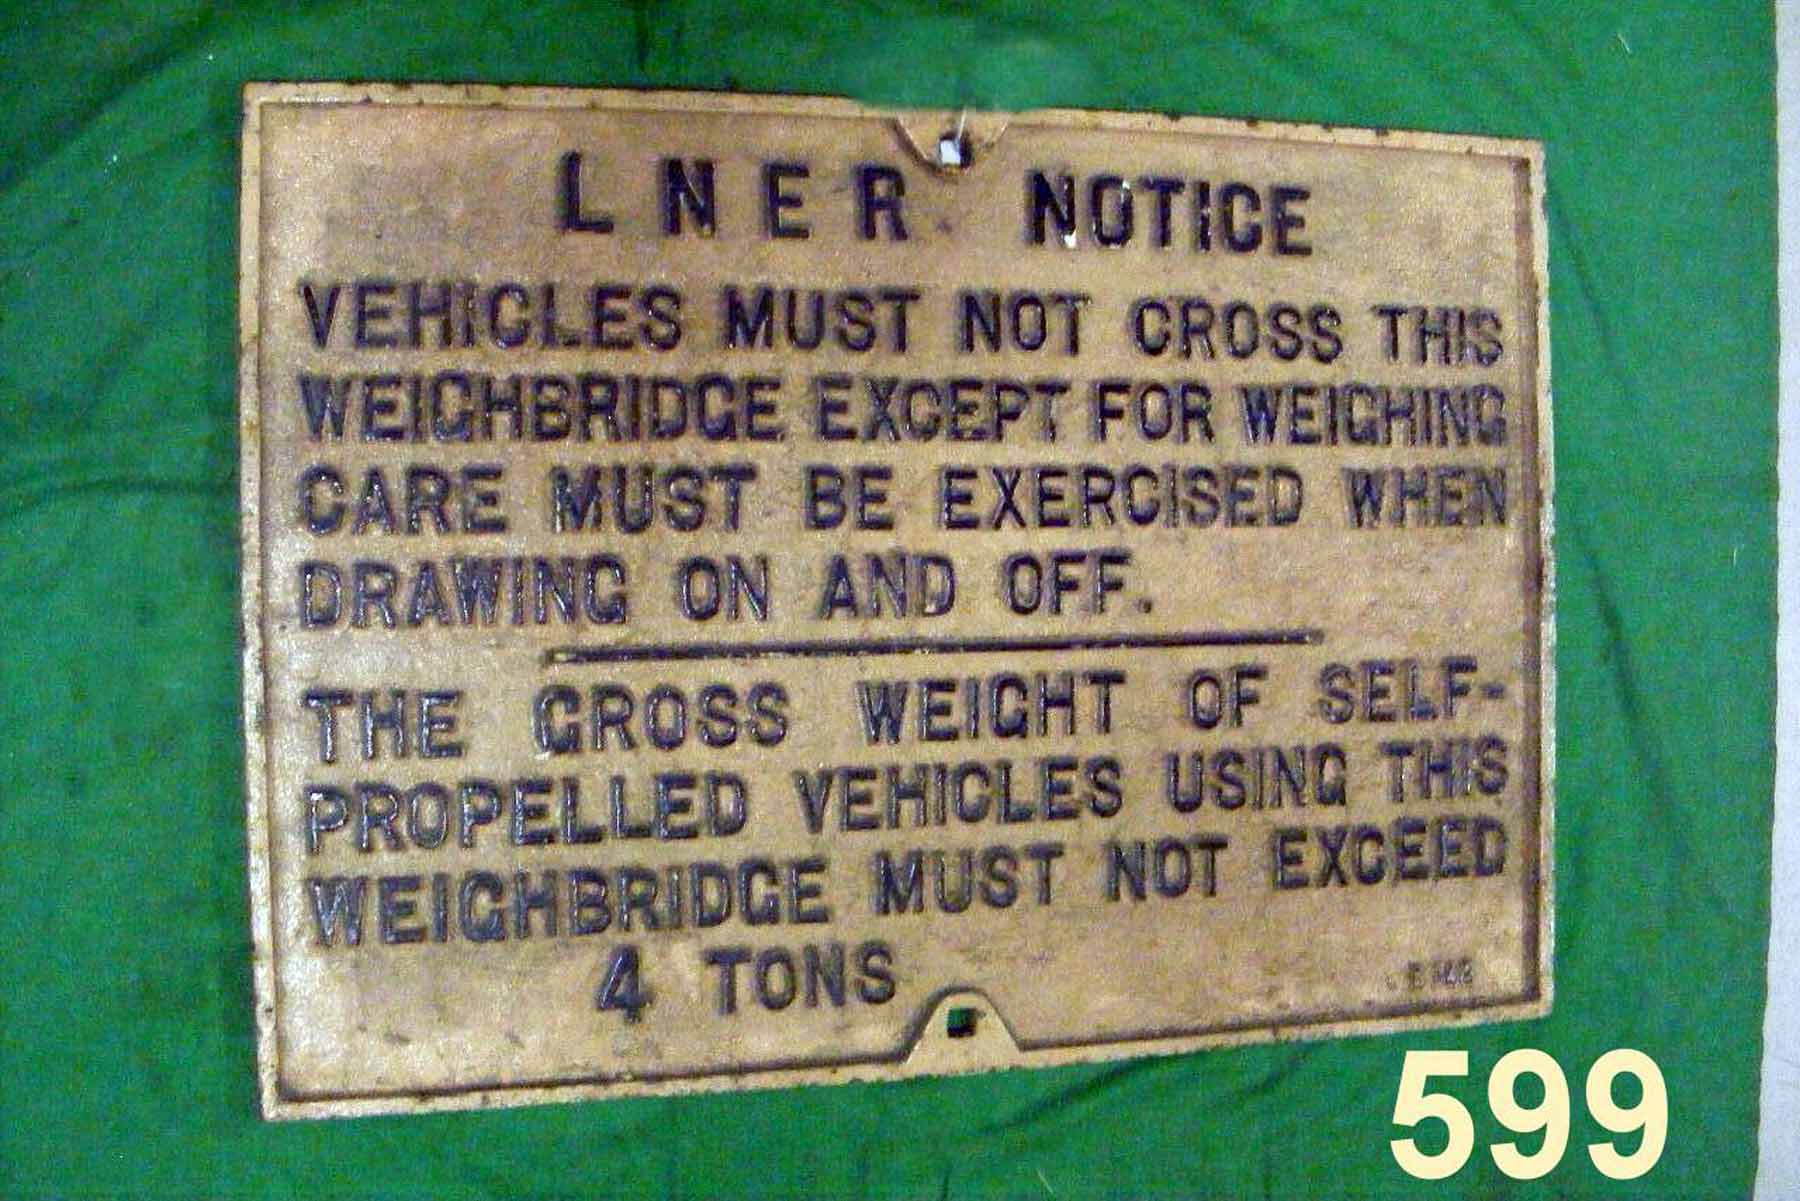 L N E R NOTICE
VEHICLES MUST NOT CROSS THIS
WEIGHBRIDGE EXCEPT FOR WEIGHING
CARE MUST BE EXERCISED WHEN
DRAWING ON AND OFF.
THE GROSS WEIGHT OF SELF-
PROPELLED VEHICLES USING THIS
WEIGHBRIDGE MUST NOT EXCEED
4 TONS
599